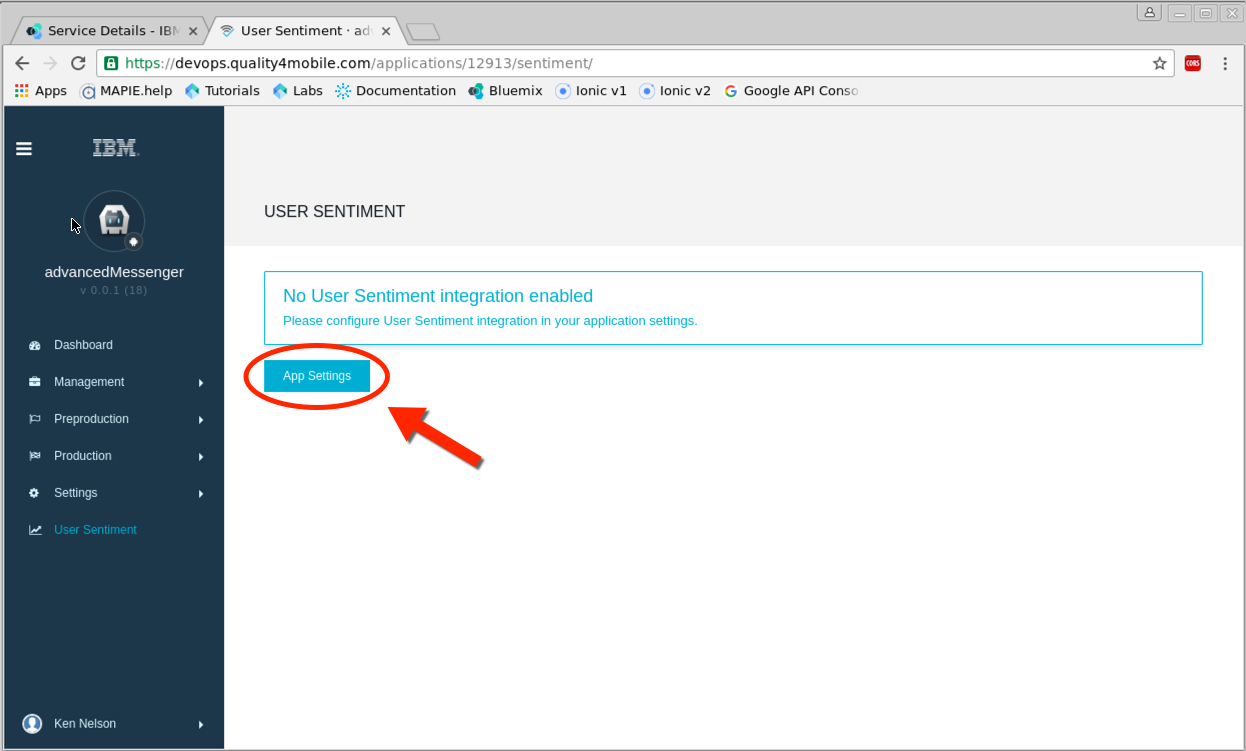 Service Details - IBM
User Sentiment · ad
https://devops.quality4mobile.com/applications/12913/sentiment/
CORS
Apps
MAPIE.help
Tutorials
Labs
Documentation
Bluemix
Ionic v1
Ionic v2
Google API Conso
IBM
advancedMessenger
v 0.0.1 (18)
Dashboard
Management
Preproduction
Production
Settings
User Sentiment
Ken Nelson
USER SENTIMENT
No User Sentiment integration enabled
Please configure User Sentiment integration in your application settings.
App Settings